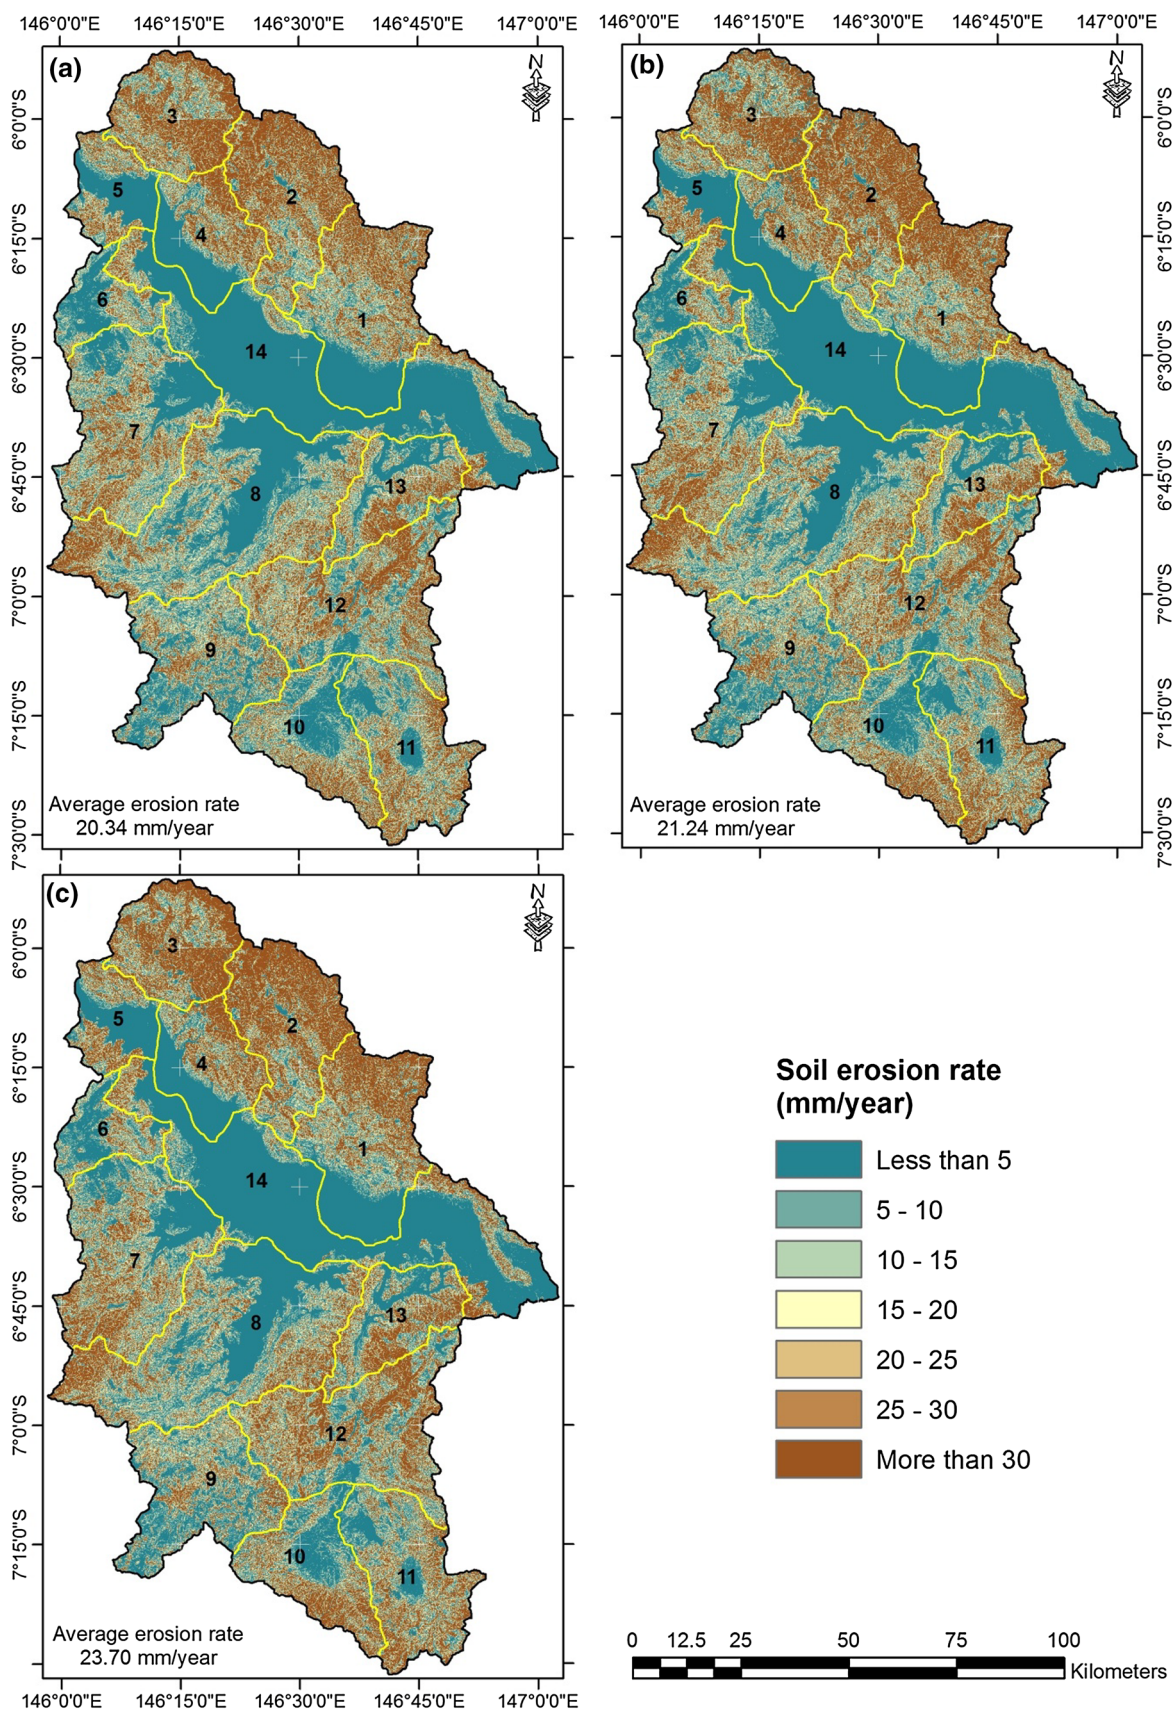 146°0'0"E 146°15'0"E 146°30'0"E 146°45'0"E 147°0'0"E
146°0'0"E 146°15'0"E 146°30'0"E 146°45'0"E 147°0'0"E
(a)
N
3
2
5
4
6
1
14
7
8
13
12
9
10
11
6°0'0"S
6°15'0"S
6°30'0"S
6°45'0"S
7°0'0"S
7°15'0"S
7°30'0"S
Average erosion rate
20.34 mm/year
(b)
N
3
2
5
4
6
1
14
7
8
13
12
9
10
11
6°0'0"S
6°15'0"S
6°30'0"S
6°45'0"S
7°0'0"S
7°15'0"S
7°30'0"S
Average erosion rate
21.24 mm/year
(c)
N
3
2
5
4
6
1
14
7
8
13
12
9
10
11
6°0'0"S
6°15'0"S
6°30'0"S
6°45'0"S
7°0'0"S
7°15'0"S
Average erosion rate
23.70 mm/year
146°0'0"E 146°15'0"E 146°30'0"E 146°45'0"E 147°0'0"E
Soil erosion rate
(mm/year)
Less than 5
5 - 10
10 - 15
15 - 20
20 - 25
25 - 30
More than 30
0 12.5 25 50 75 100
Kilometers